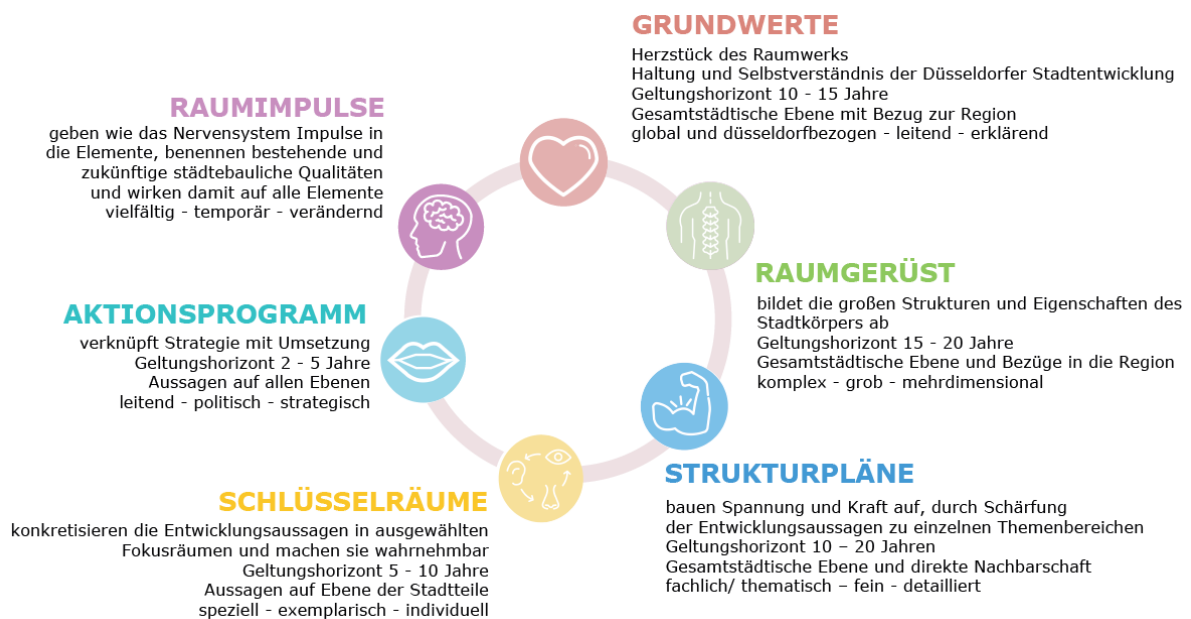 GRUNDWERTE
Herzstück des Raumwerks
Haltung und Selbstverständnis der Düsseldorfer Stadtentwicklung
Geltungshorizont 10 - 15 Jahre
Gesamtstädtische Ebene mit Bezug zur Region
global und düsseldorfbezogen - leitend - erklärend
RAUMGERÜST
bildet die großen Strukturen und Eigenschaften des
Stadtkörpers ab
Geltungshorizont 15 - 20 Jahre
Gesamtstädtische Ebene und Bezüge in die Region
komplex - grob - mehrdimensional
STRUKTURPLÄNE
bauen Spannung und Kraft auf, durch Schärfung
der Entwicklungsaussagen zu einzelnen Themenbereichen
Geltungshorizont 10 – 20 Jahren
Gesamtstädtische Ebene und direkte Nachbarschaft
fachlich/ thematisch – fein - detailliert
SCHLÜSSELRÄUME
konkretisieren die Entwicklungsaussagen in ausgewählten
Fokusräumen und machen sie wahrnehmbar
Geltungshorizont 5 - 10 Jahre
Aussagen auf Ebene der Stadtteile
speziell - exemplarisch - individuell
AKTIONSPROGRAMM
verknüpft Strategie mit Umsetzung
Geltungshorizont 2 - 5 Jahre
Aussagen auf allen Ebenen
leitend - politisch - strategisch
RAUMIMPULSE
geben wie das Nervensystem Impulse in
die Elemente, benennen bestehende und
zukünftige städtebauliche Qualitäten
und wirken damit auf alle Elemente
vielfältig - temporär - verändernd